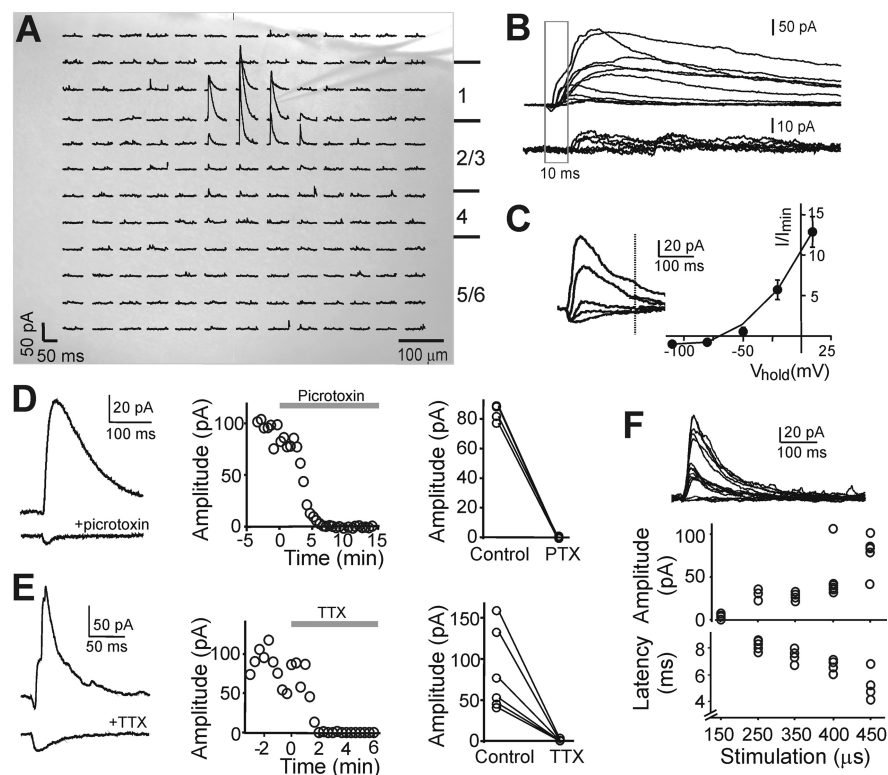 A
1
2/3
4
5/6
50 pA
50 ms
100 μm
B
50 pA
10 pA
10 ms
C
20 pA
100 ms
I/Imin
15
10
5
-100
-50
25
Vhold(mV)
D
20 pA
100 ms
+picrotoxin
Picrotoxin
Amplitude (pA)
100
50
0
-5
0
5
10
15
Time (min)
Amplitude (pA)
80
60
40
20
0
Control
PTX
E
50 pA
50 ms
+TTX
TTX
Amplitude (pA)
100
50
0
-2
0
2
4
6
Time (min)
Amplitude (pA)
150
100
50
0
Control
TTX
F
20 pA
100 ms
Amplitude (pA)
100
50
0
Latency (ms)
8
6
4
150
250
350
400
450
Stimulation (μs)